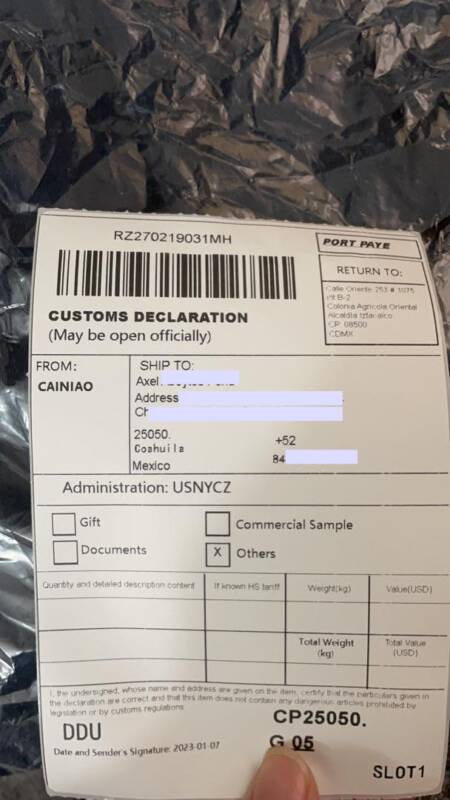 RZ270219031MH
PORT PAYE
RETURN TO:
Calle Oriente 253 # 1075
int B-2
Colonia Agricola Oriental
Alcaldia Iztacalco
CP. 08500
CDMX
CUSTOMS DECLARATION
(May be open officially)
FROM:
CAINIAO
SHIP TO:
Axel
Address
25050.
Coahuila
Mexico
+52
84
Administration: USNYCZ
Gift
Commercial Sample
Documents
X Others
Quantity and detailed description content
If known HS tariff
Weight(kg)
Value(USD)
Total Weight
(kg)
Total Value
(USD)
I, the undersigned, whose name and address are given on the item, certify that the particulars given in
the declaration are correct and that this item does not contain any dangerous articles prohibited by
legislation or by customs regulations
DDU
CP25050.
G 05
Date and Sender's Signature: 2023-01-07
SLOT1